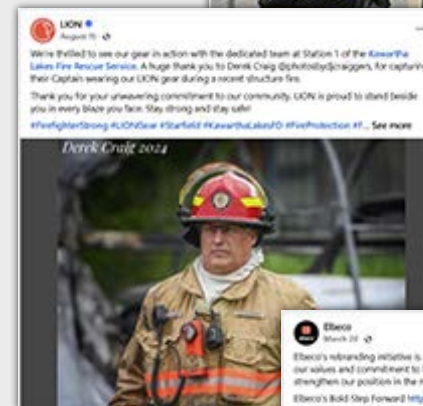 LION
August 15
We're thrilled to see our gear in action with the dedicated team at Station 1 of the Kawartha
Lakes Fire Rescue Service. A huge thank you to Derek Craig @photosbydjcraiggers, for capturing
their Captain wearing our LION gear during a recent structure fire.
Thank you for your unwavering commitment to our community. LION is proud to stand beside
you in every blaze you face. Stay strong and stay safe!
#FirefighterStrong #LIONGear #Starfield #KawarthaLakesFD #FireProtection #F... See more
Derek Craig 2024
Elbeco
March 20
Elbeco's rebranding initiative is
our values and commitment to
strengthen our position in the
Elbeco's Bold Step Forward